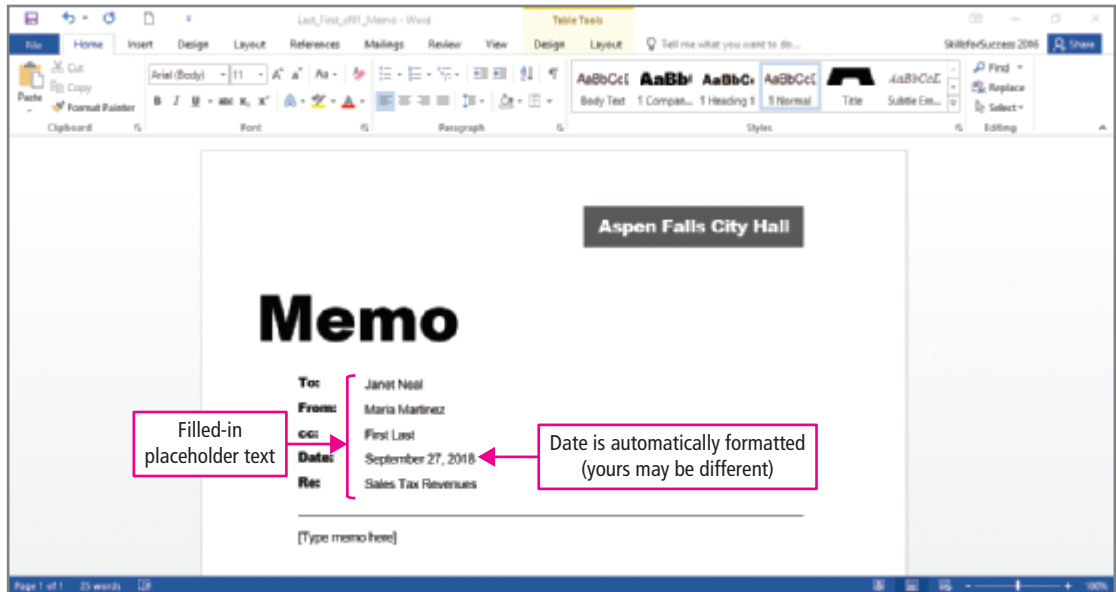 Last_First_sf01_Memo - Word
Table Tools
File Home Insert Design Layout References Mailings Review View Design Layout Tell me what you want to do... SkillsforSuccess 2016 Share
Paste
Cut
Copy
Format Painter
Arial (Body) 11
AaBbCcI AaBb AaBbC AaBbCcI AaBbCcE
Body Text 1 Compan... 1 Heading 1 1 Normal Title Subtle Em...
Find
Replace
Select
Clipboard Font Paragraph Styles Editing
Aspen Falls City Hall
Memo
To: Janet Neal
From: Maria Martinez
cc: First Last
Date: September 27, 2018
Re: Sales Tax Revenues
Filled-in
placeholder text
Date is automatically formatted
(yours may be different)
[Type memo here]
Page 1 of 1 25 words 100%